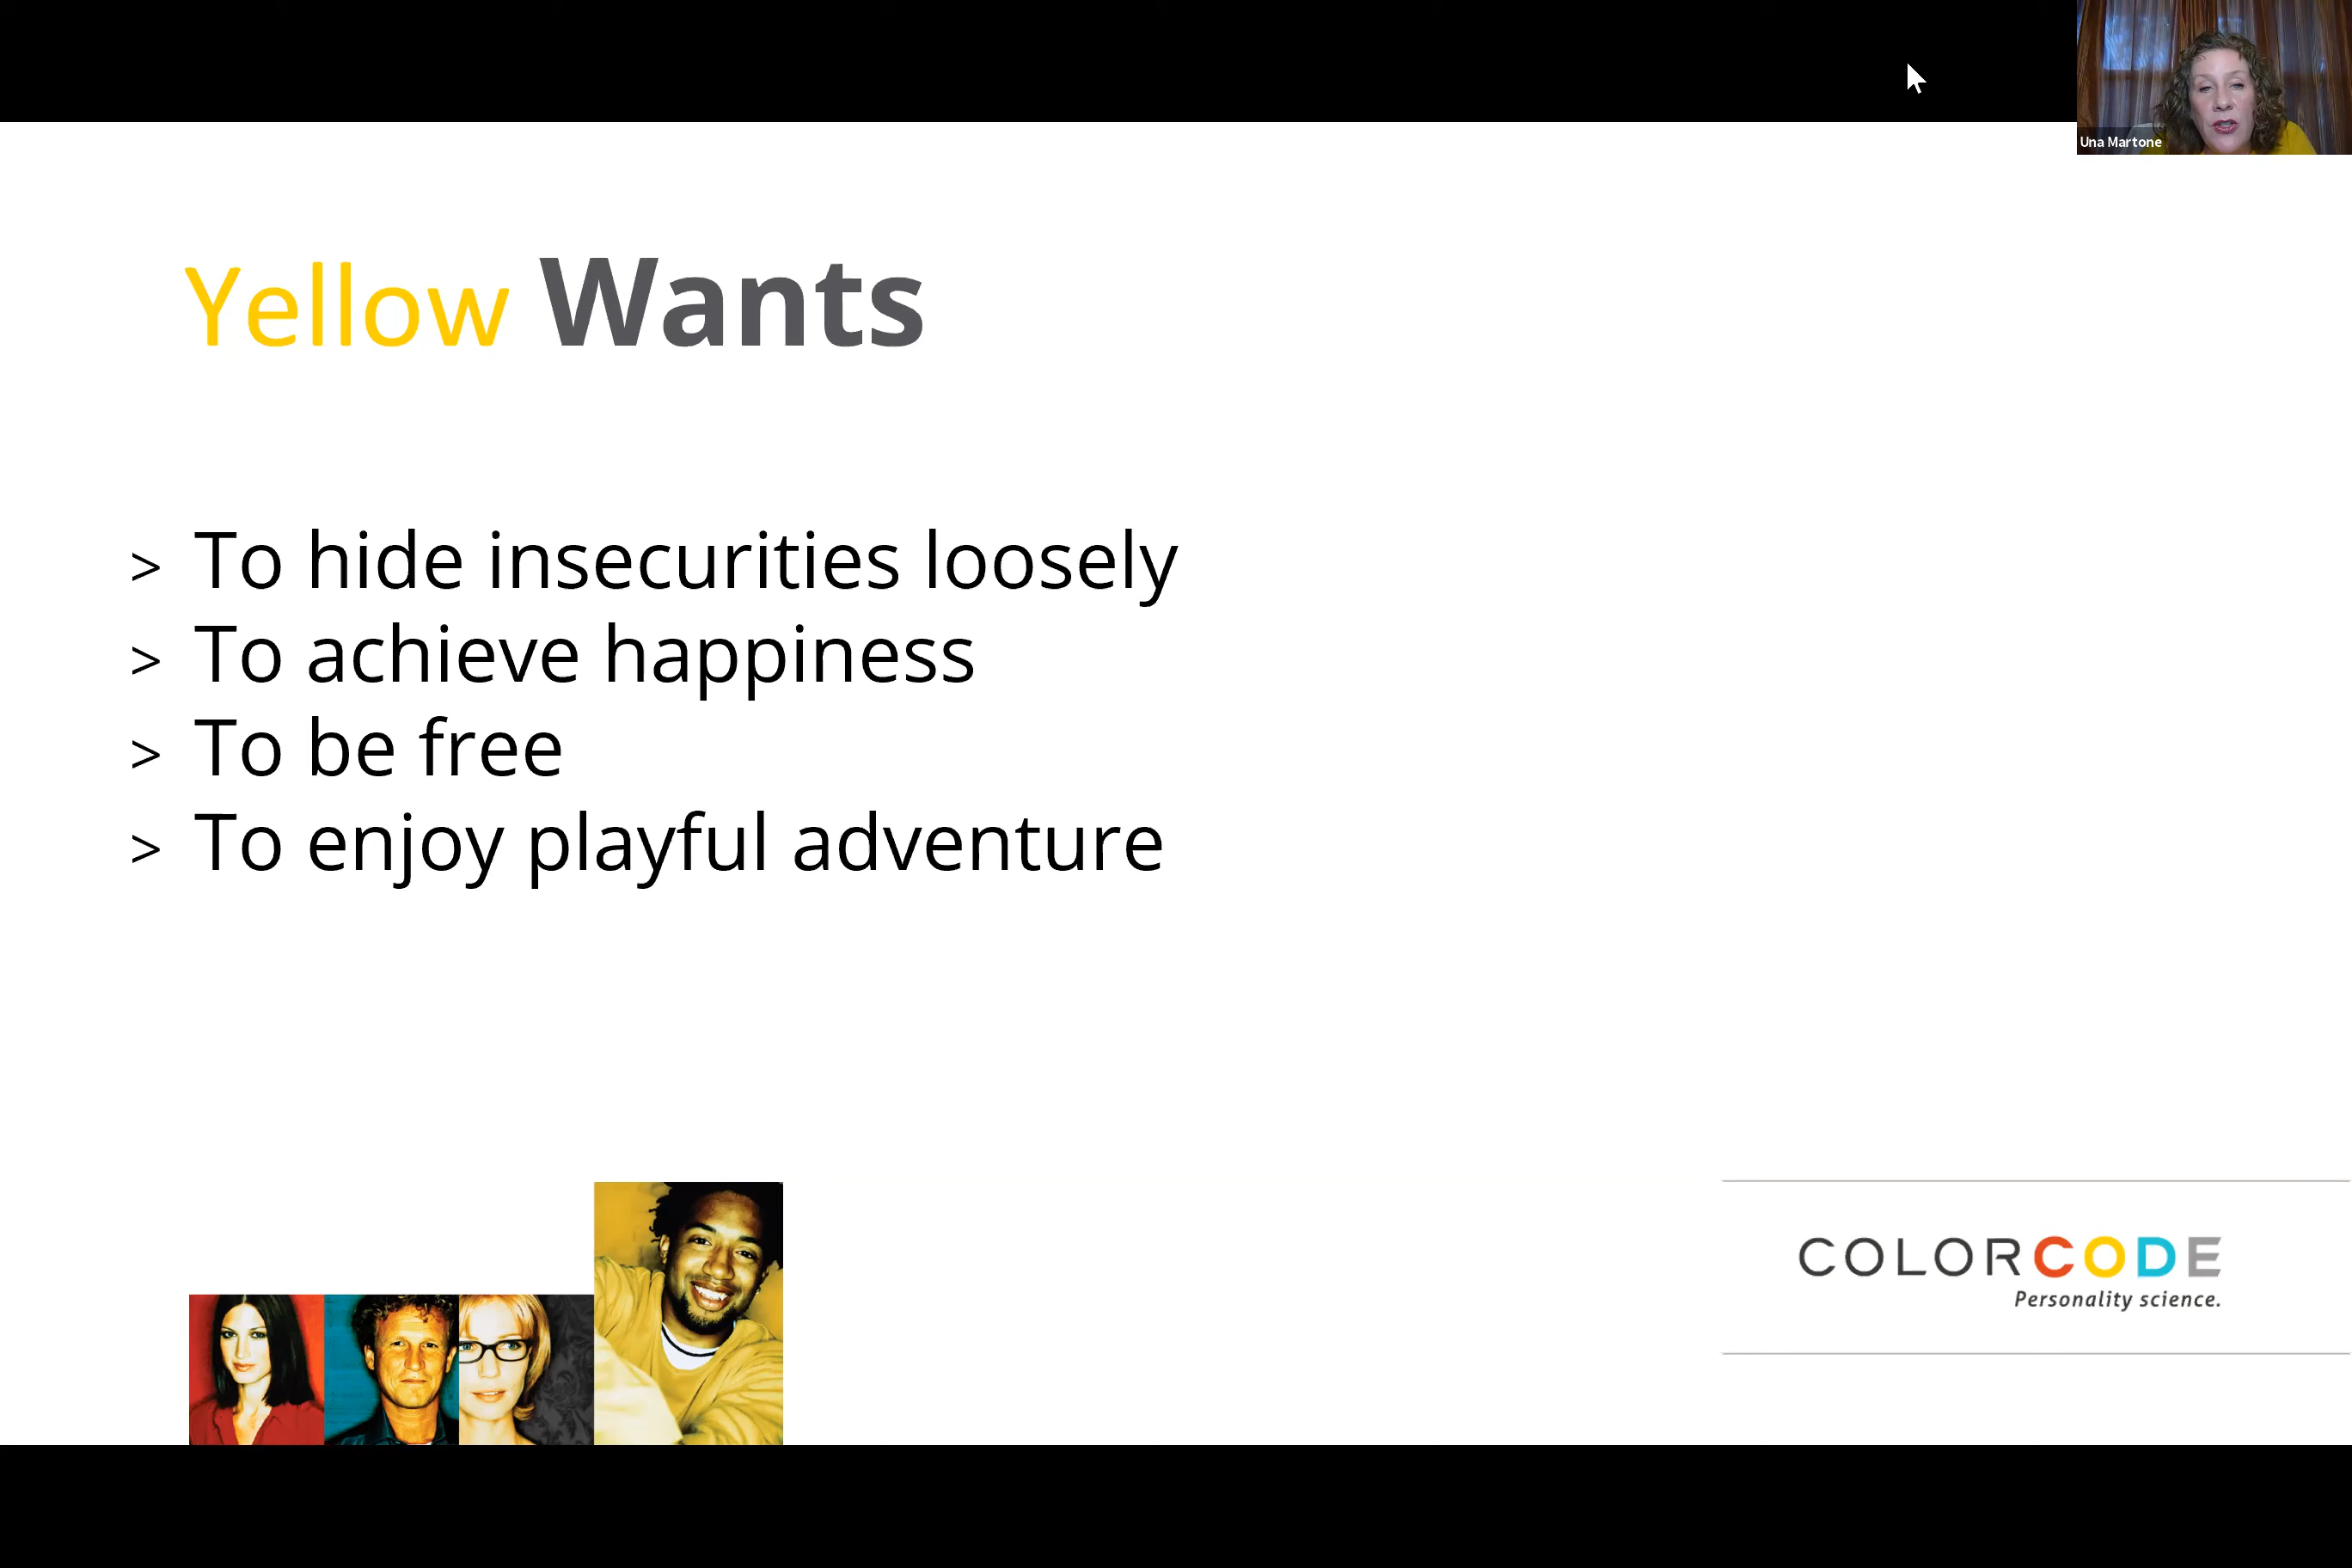 Una Martone
Yellow Wants
> To hide insecurities loosely
> To achieve happiness
> To be free
> To enjoy playful adventure
COLORCODE
Personality science.